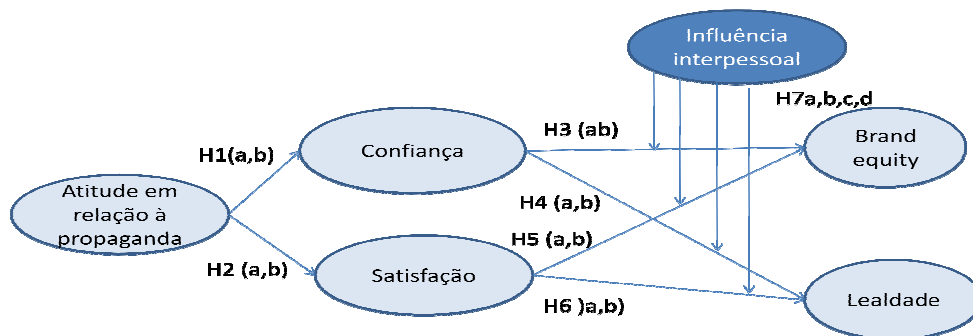 Influência
interpessoal
H7a,b,c,d
H3 (ab)
Brand
equity
Confiança
H1(a,b)
Atitude em
relação à
propaganda
H4 (a,b)
H5 (a,b)
H2 (a,b)
Satisfação
H6 )a,b)
Lealdade